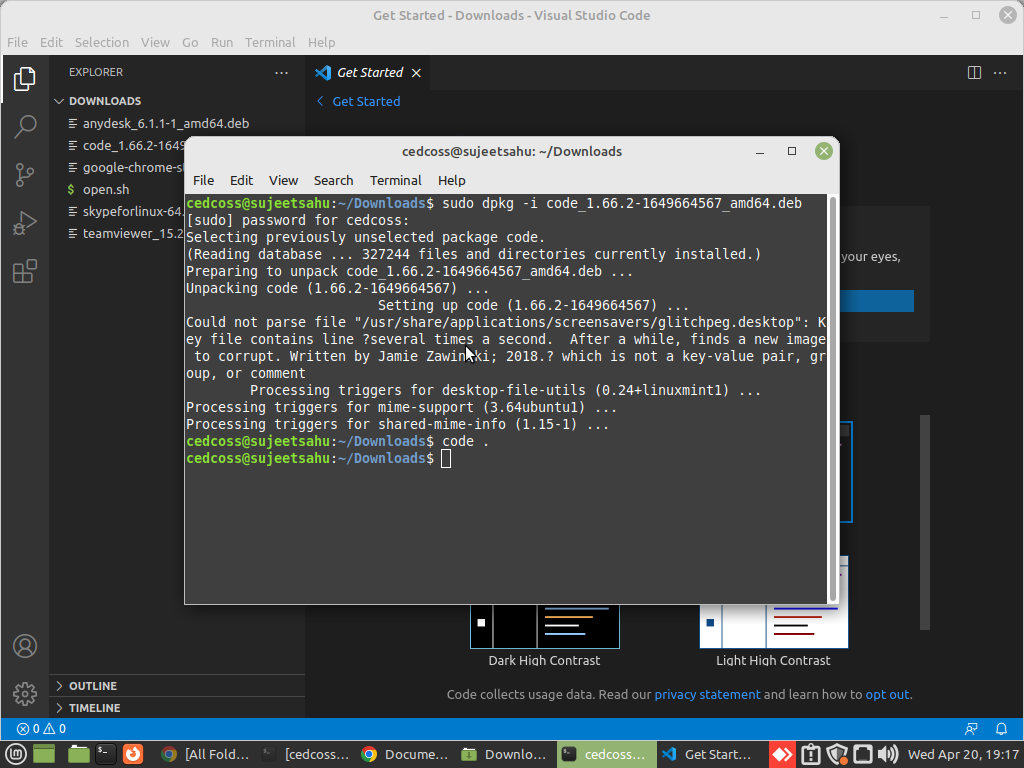 Get Started - Downloads - Visual Studio Code
File Edit Selection View Go Run Terminal Help
EXPLORER
Get Started
DOWNLOADS
Get Started
anydesk_6.1.1-1_amd64.deb
code_1.66.2-1649
google-chrome-s
$ open.sh
skypeforlinux-64.
teamviewer_15.2
your eyes,
cedcoss@sujeetsahu: ~/Downloads
File Edit View Search Terminal Help
cedcoss@sujeetsahu:~/Downloads$ sudo dpkg -i code_1.66.2-1649664567_amd64.deb
[sudo] password for cedcoss:
Selecting previously unselected package code.
(Reading database ... 327244 files and directories currently installed.)
Preparing to unpack code_1.66.2-1649664567_amd64.deb ...
Unpacking code (1.66.2-1649664567) ...
Setting up code (1.66.2-1649664567) ...
Could not parse file "/usr/share/applications/screensavers/glitchpeg.desktop": K
ey file contains line ?several times a second.  After a while, finds a new image
to corrupt. Written by Jamie Zawinski; 2018.? which is not a key-value pair, gr
oup, or comment
Processing triggers for desktop-file-utils (0.24+linuxmint1) ...
Processing triggers for mime-support (3.64ubuntu1) ...
Processing triggers for shared-mime-info (1.15-1) ...
cedcoss@sujeetsahu:~/Downloads$ code .
cedcoss@sujeetsahu:~/Downloads$
Dark High Contrast
Light High Contrast
OUTLINE
TIMELINE
Code collects usage data. Read our privacy statement and learn how to opt out.
0 0
[All Fold... [cedcoss... Docume... Downlo... cedcoss... Get Start... Wed Apr 20, 19:17